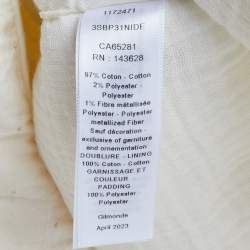 1172471
3SBP31NIDE
CA65281
RN : 143628
97% Coton - Cotton
2% Polyester -
Polyester
1% Fibre métallisée
Polyester - Polyester
metallized Fiber
Sauf décoration -
exclusive of garniture
and ornementation
DOUBLURE - LINING
100% Coton - Cotton
GARNISSAGE ET
COULEUR
PADDING
100% Polyester -
Polyester
Gilmonde
April 2023